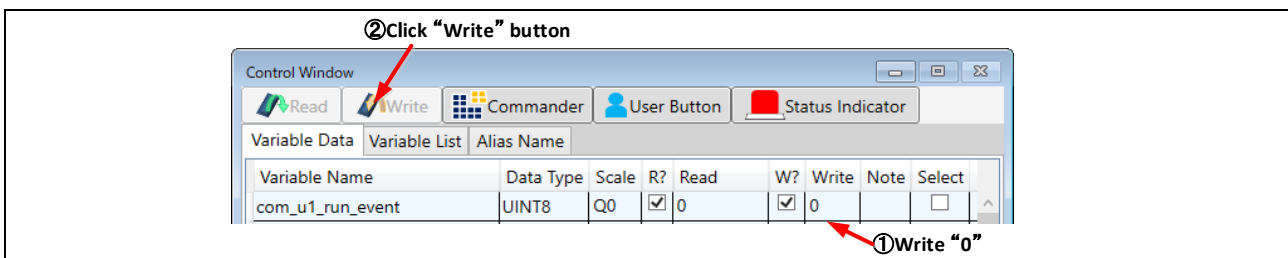 ②Click “Write” button
Control Window
Read Write Commander User Button Status Indicator
Variable Data Variable List Alias Name
Variable Name Data Type Scale R? Read W? Write Note Select
com_u1_run_event UINT8 Q0 0 0
①Write “0”